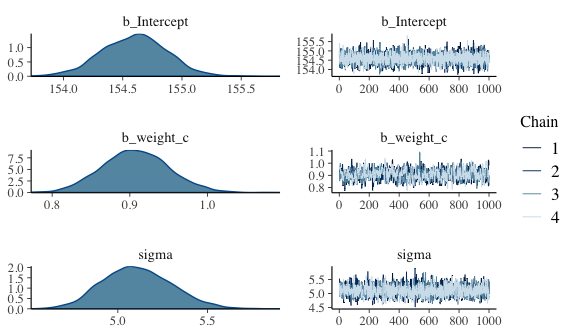 b_Intercept
1.0
0.5
0.0
154.0 154.5 155.0 155.5
b_Intercept
155.5
155.0
154.5
154.0
0 200 400 600 800 1000
b_weight_c
7.5
5.0
2.5
0.0
0.8 0.9 1.0
b_weight_c
1.1
1.0
0.9
0.8
0 200 400 600 800 1000
sigma
2.0
1.5
1.0
0.5
0.0
5.0 5.5
sigma
5.5
5.0
4.5
0 200 400 600 800 1000
Chain
1
2
3
4